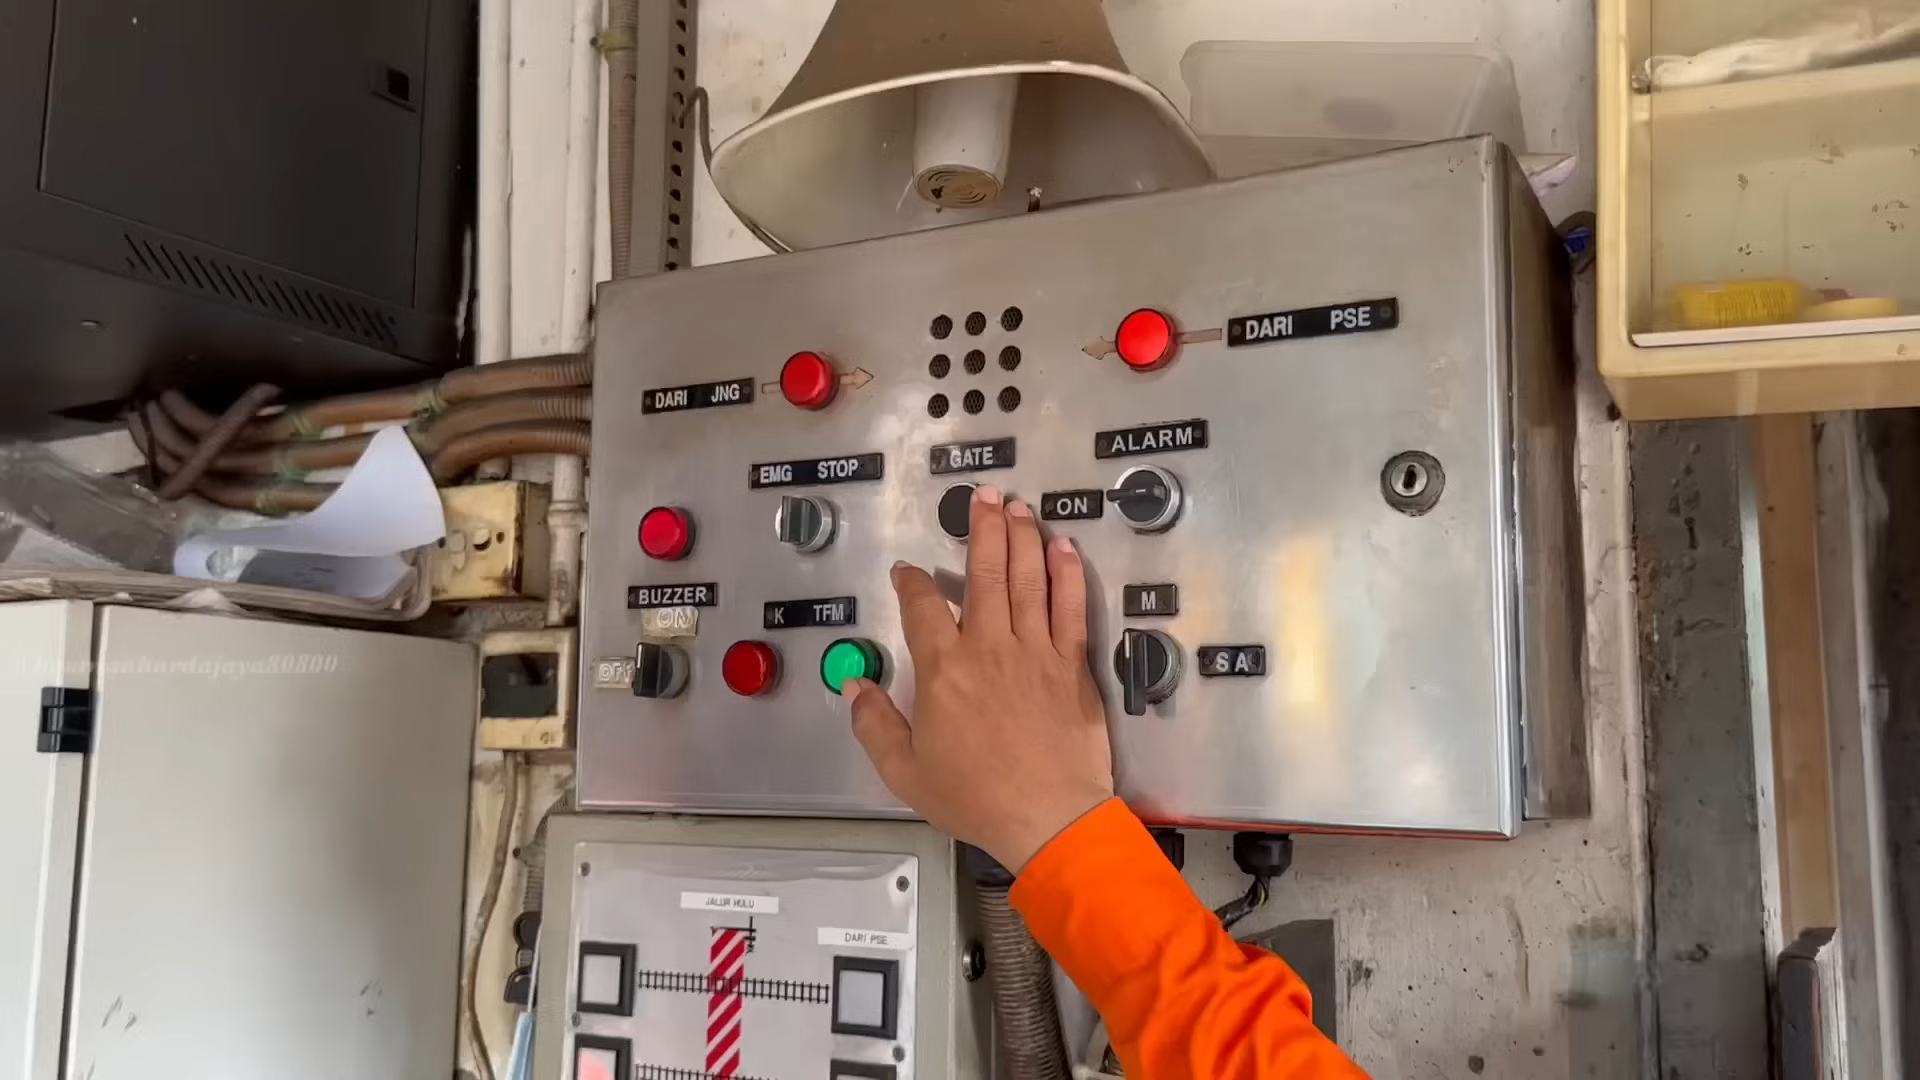 DARI JNG
DARI PSE
EMG STOP
GATE
ALARM
ON
BUZZER
ON
OFF
K TFM
M
S A
JALUR HULU
DARI PSE